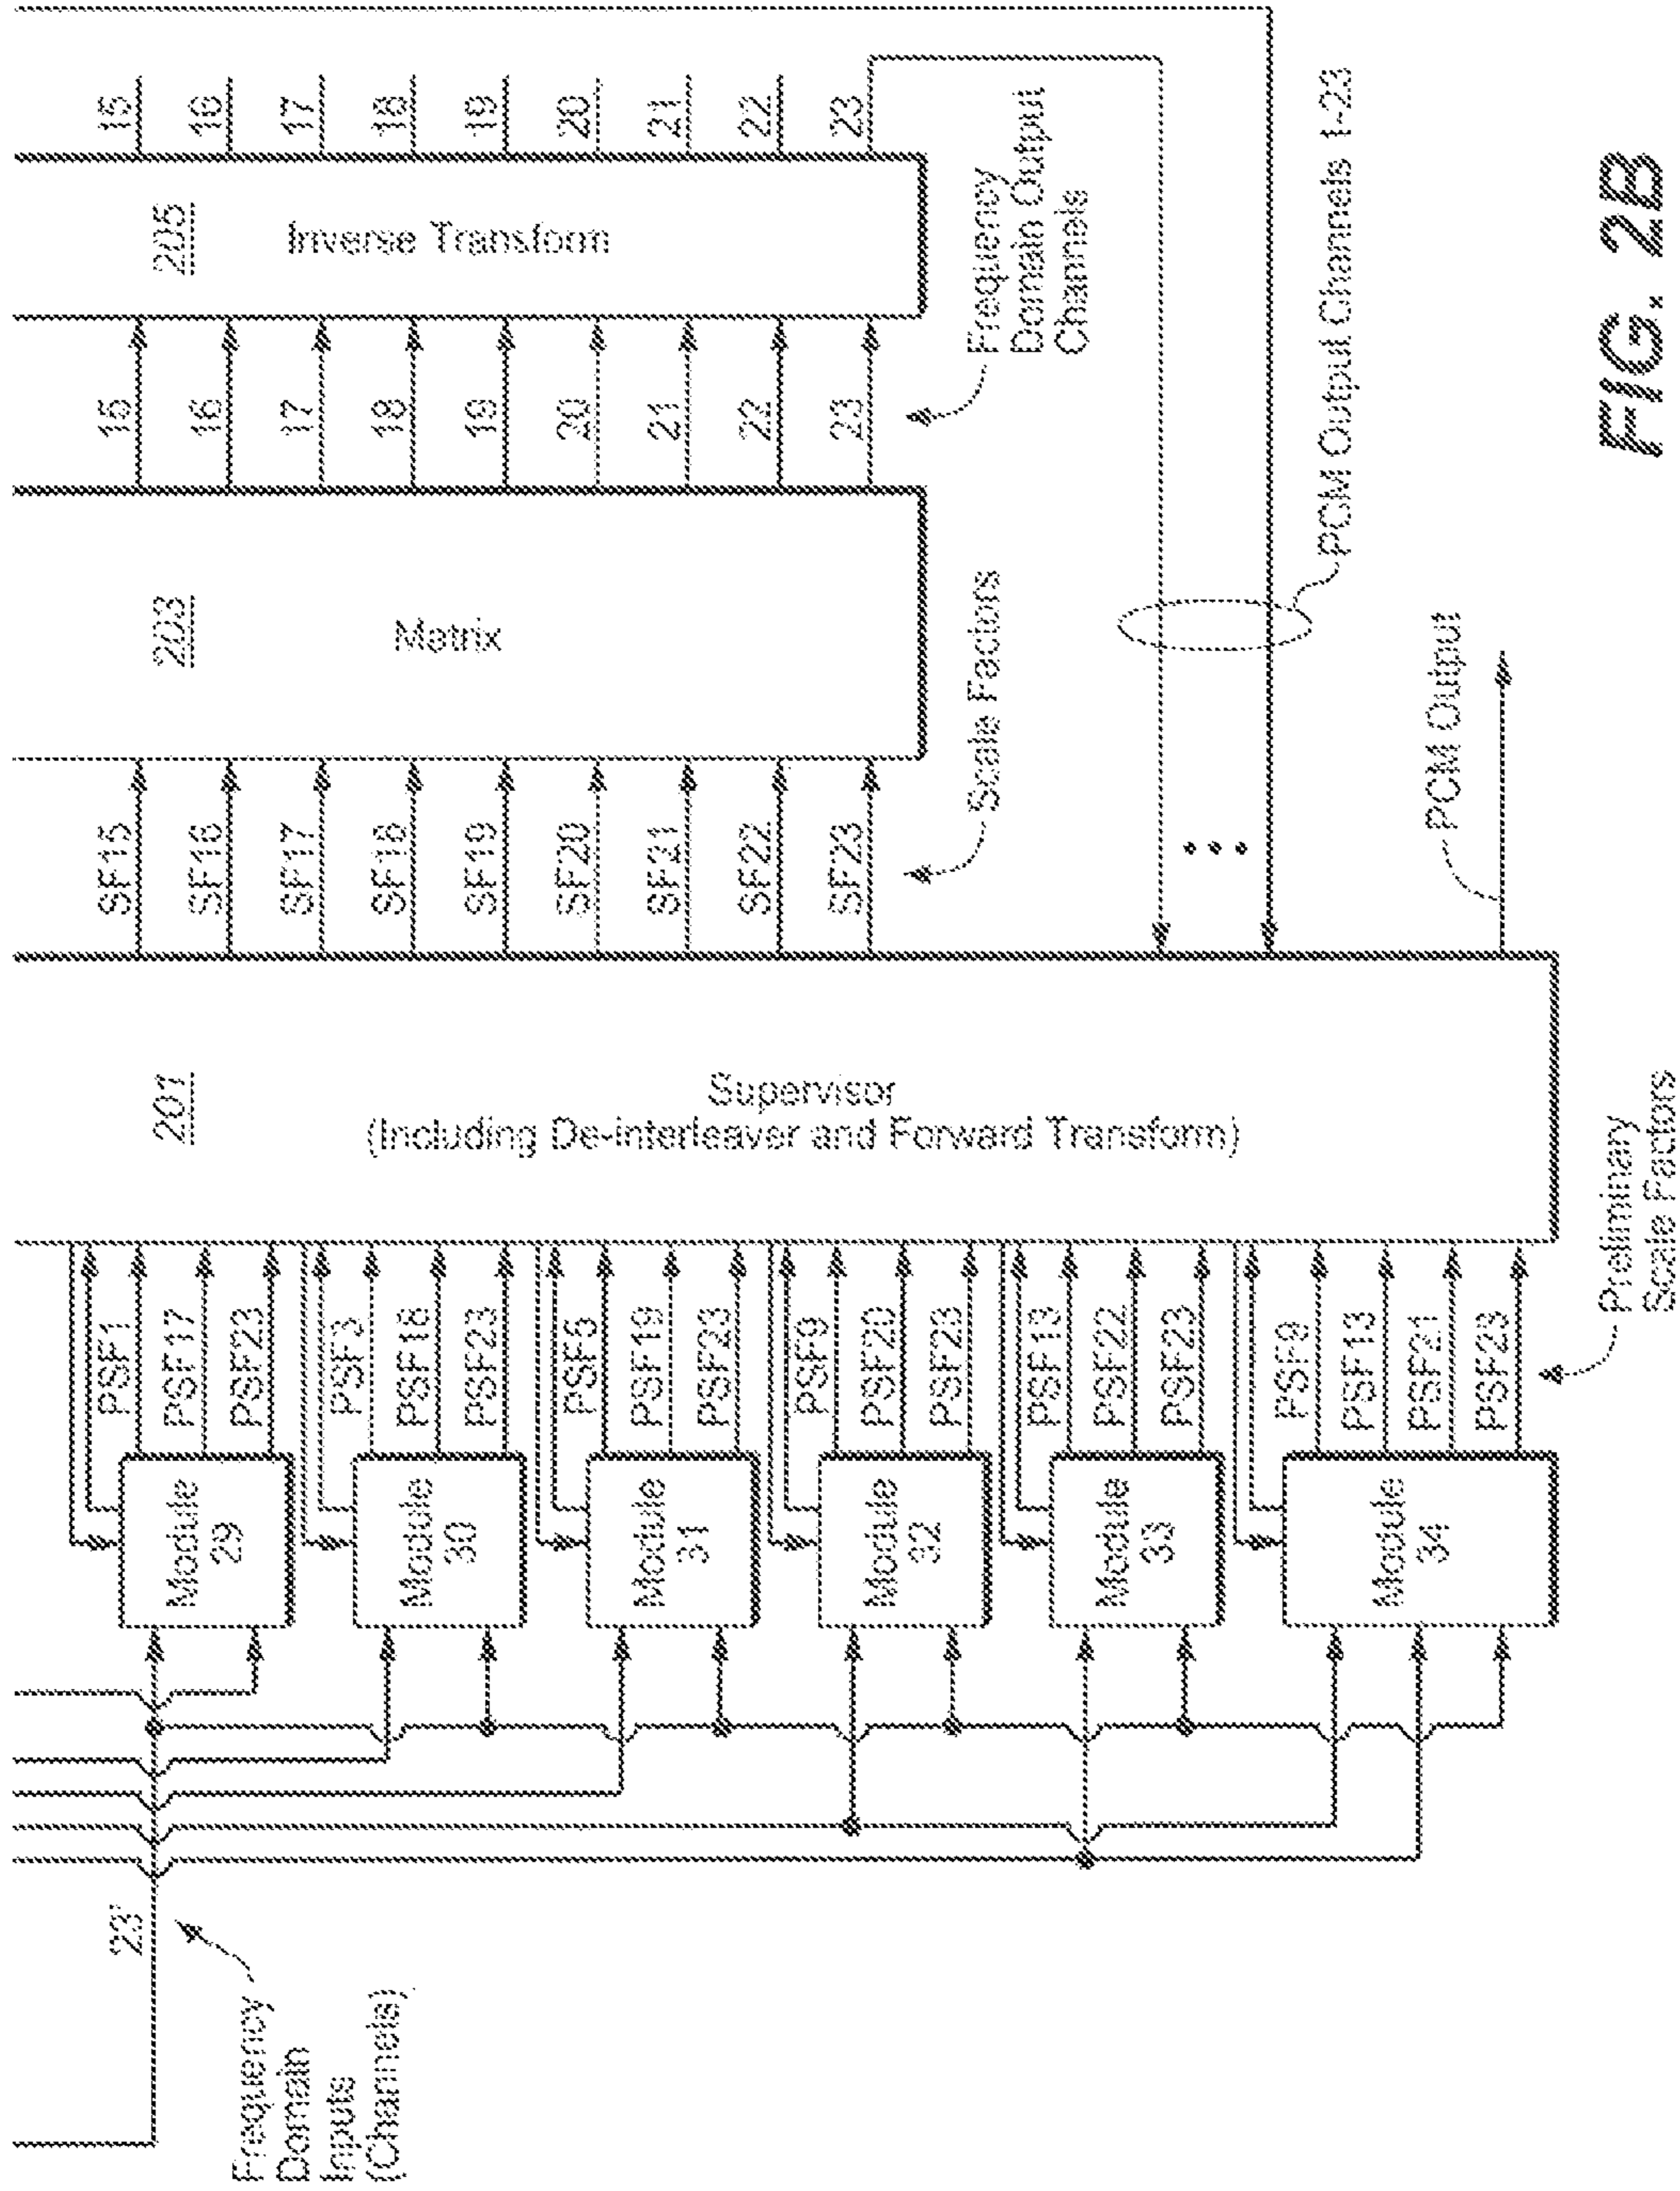 23'
Frequency
Domain
Inputs
(Channels)
Module
29
Module
30
Module
31
Module
32
Module
33
Module
34
PSF1
PSF17
PSF23
PSF3
PSF18
PSF23
PSF5
PSF19
PSF23
PSF9
PSF20
PSF23
PSF13
PSF22
PSF23
PSF9
PSF13
PSF21
PSF23
Preliminary
Scale Factors
201
Supervisor
(Including De-interleaver and Forward Transform)
SF15
SF16
SF17
SF18
SF19
SF20
SF21
SF22
SF23
Scale Factors
PCM Output
203
Matrix
15
16
17
18
19
20
21
22
23
Frequency
Domain Output
Channels
PCM Output Channels 1-23
205
Inverse Transform
15
16
17
18
19
20
21
22
23
FIG. 2B